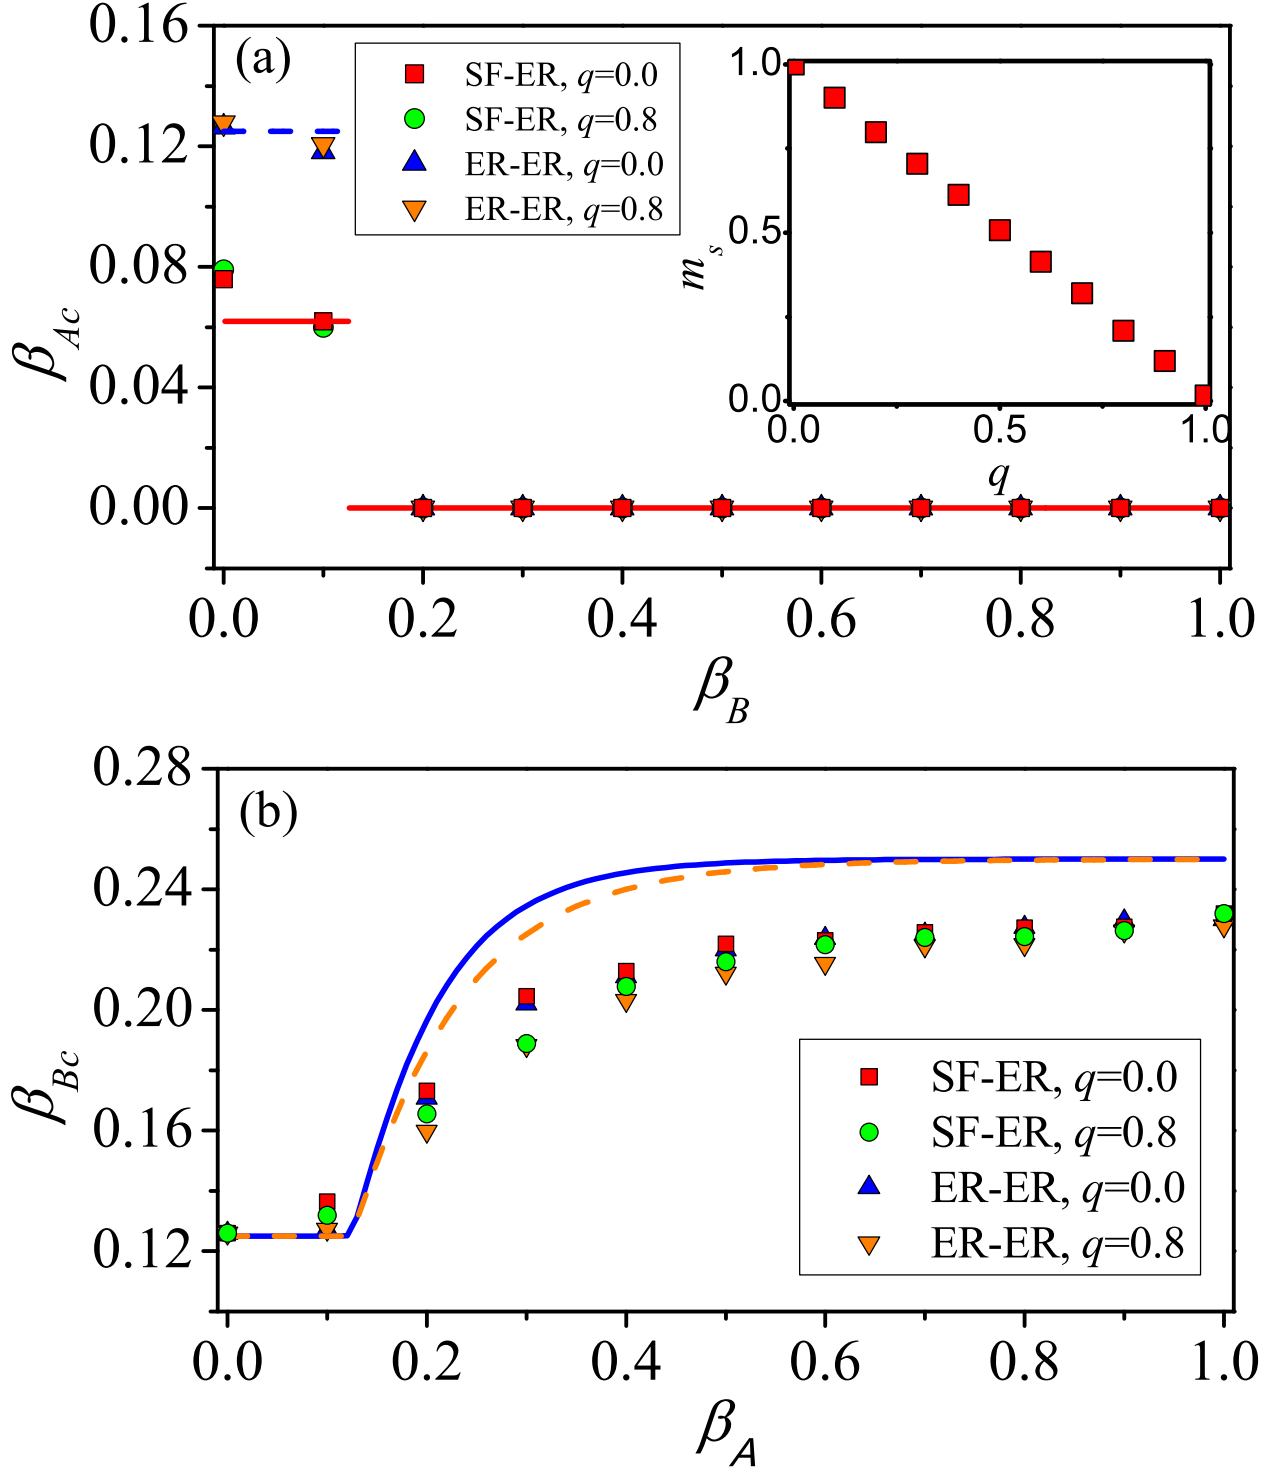 (a)
0.16
0.12
0.08
0.04
0.00
β_Ac
SF-ER, q=0.0
SF-ER, q=0.8
ER-ER, q=0.0
ER-ER, q=0.8
1.0
0.5
0.0
m_s
0.0 0.5 1.0
q
0.0 0.2 0.4 0.6 0.8 1.0
β_B
(b)
0.28
0.24
0.20
0.16
0.12
β_Bc
SF-ER, q=0.0
SF-ER, q=0.8
ER-ER, q=0.0
ER-ER, q=0.8
0.0 0.2 0.4 0.6 0.8 1.0
β_A